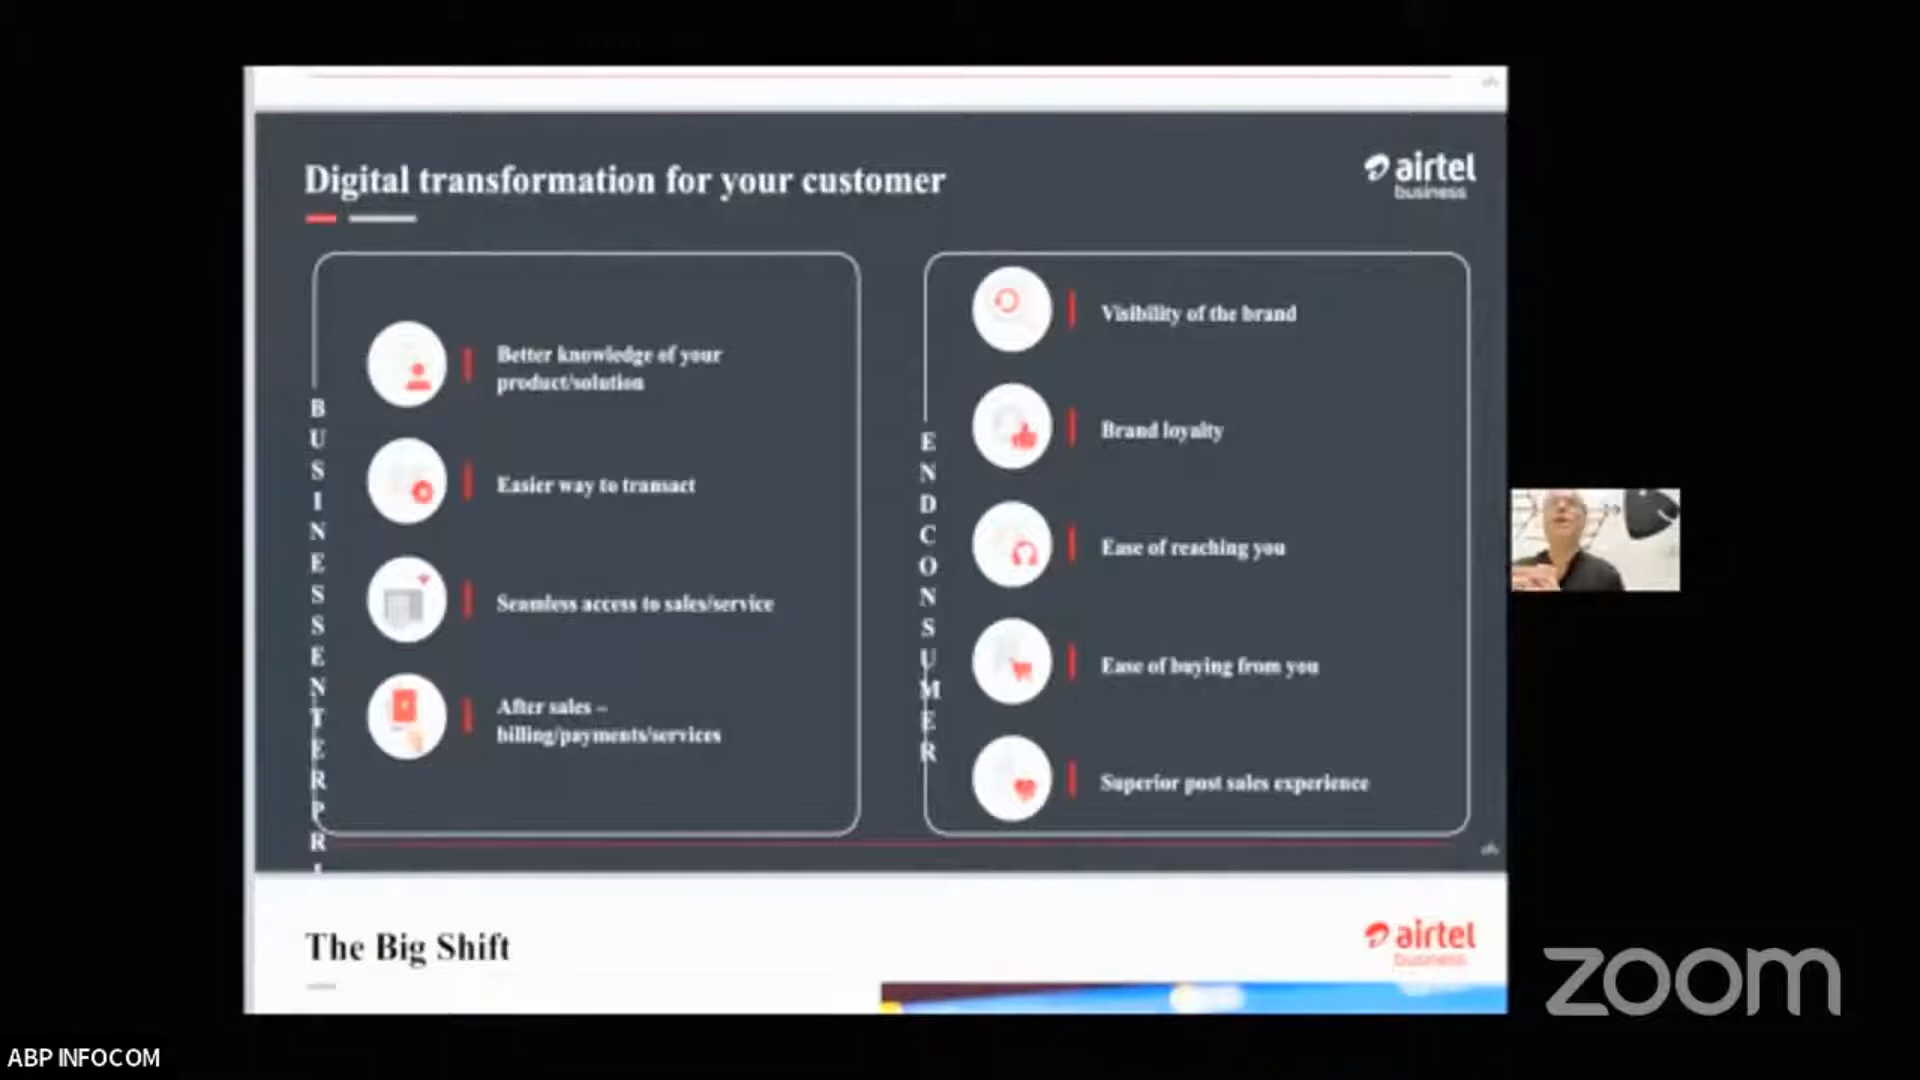 Digital transformation for your customer
airtel
business
BUSINESS ENTERPRI
Better knowledge of your
product/solution
Easier way to transact
Seamless access to sales/service
After sales –
billing/payments/services
END CONSUMER
Visibility of the brand
Brand loyalty
Ease of reaching you
Ease of buying from you
Superior post sales experience
The Big Shift
airtel
business
zoom
ABP INFOCOM